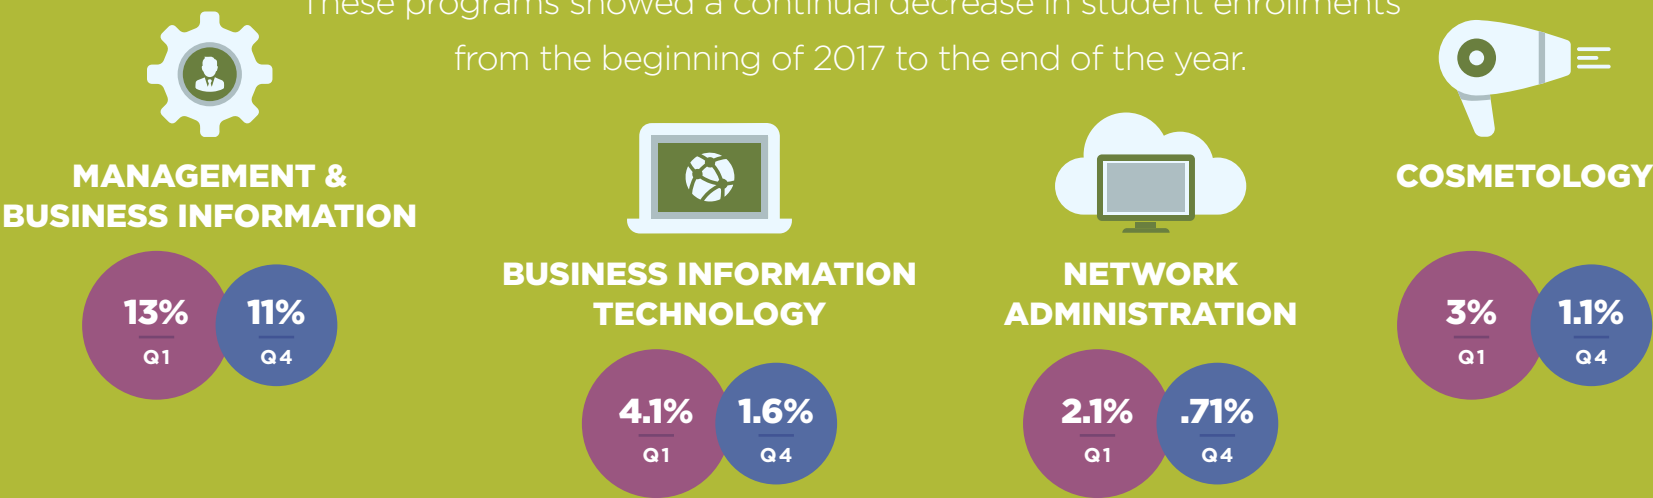 These programs showed a continual decrease in student enrollments
from the beginning of 2017 to the end of the year.
MANAGEMENT &
BUSINESS INFORMATION
13%
Q1
11%
Q4
BUSINESS INFORMATION
TECHNOLOGY
4.1%
Q1
1.6%
Q4
NETWORK
ADMINISTRATION
2.1%
Q1
.71%
Q4
COSMETOLOGY
3%
Q1
1.1%
Q4